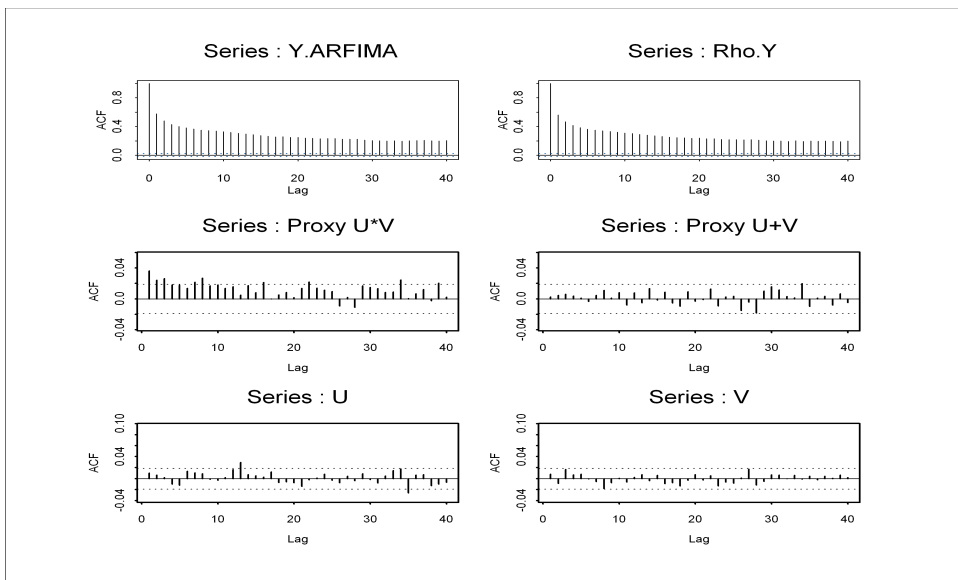 Series : Y.ARFIMA
ACF
0.0 0.4 0.8
0 10 20 30 40
Lag
Series : Rho.Y
ACF
0.0 0.4 0.8
0 10 20 30 40
Lag
Series : Proxy U*V
ACF
-0.04 0.0 0.04
0 10 20 30 40
Lag
Series : Proxy U+V
ACF
-0.04 0.0 0.04
0 10 20 30 40
Lag
Series : U
ACF
-0.04 0.04 0.10
0 10 20 30 40
Lag
Series : V
ACF
-0.04 0.04 0.10
0 10 20 30 40
Lag